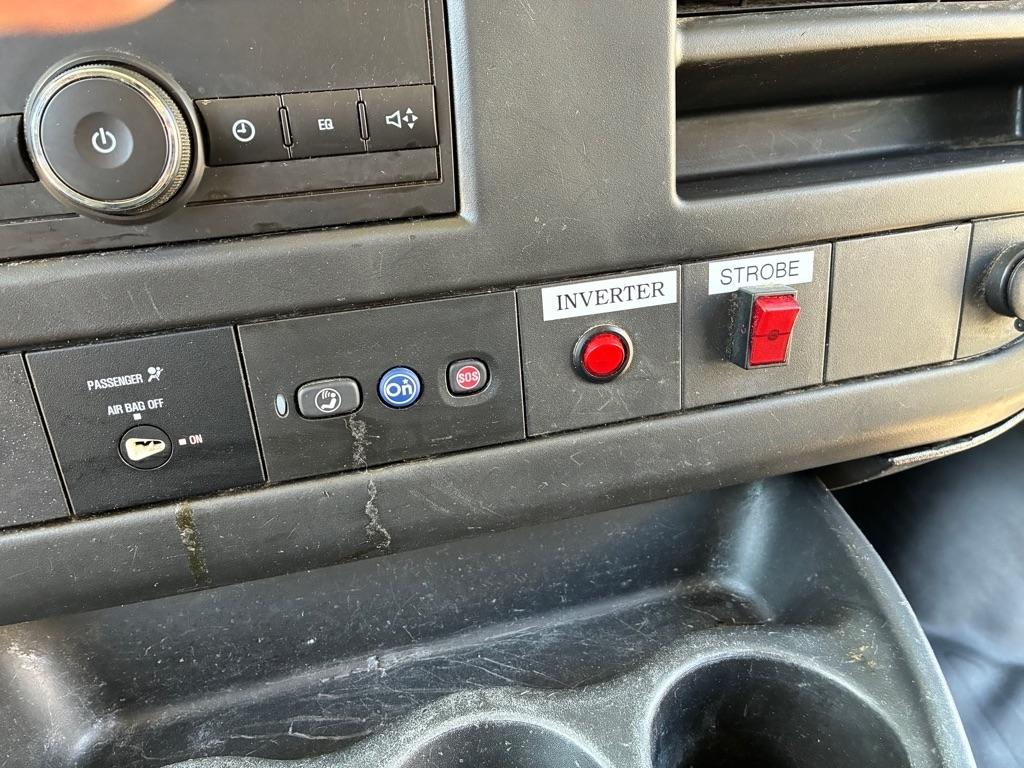 EQ
INVERTER
STROBE
PASSENGER
AIR BAG OFF
ON
On
SOS